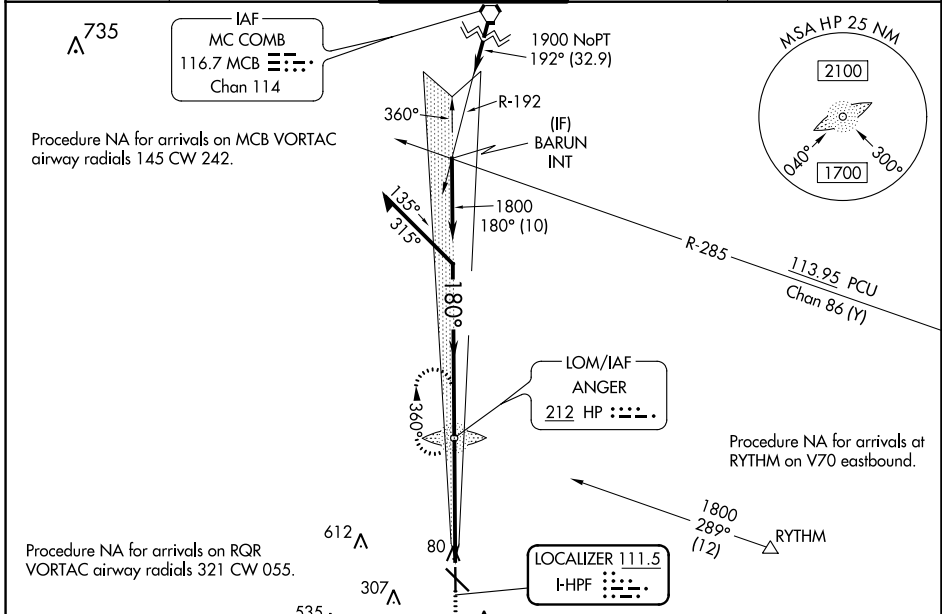 735
IAF
MC COMB
116.7 MCB
Chan 114
1900 NoPT
192° (32.9)
MSA HP 25 NM
2100
040°
300°
1700
Procedure NA for arrivals on MCB VORTAC
airway radials 145 CW 242.
360°
R-192
(IF)
BARUN
INT
135°
315°
1800
180° (10)
R-285
113.95 PCU
Chan 86 (Y)
180°
LOM/IAF
ANGER
212 HP
360°
Procedure NA for arrivals at
RYTHM on V70 eastbound.
1800
289°
(12)
RYTHM
612
80
Procedure NA for arrivals on RQR
VORTAC airway radials 321 CW 055.
LOCALIZER 111.5
I-HPF
307
535